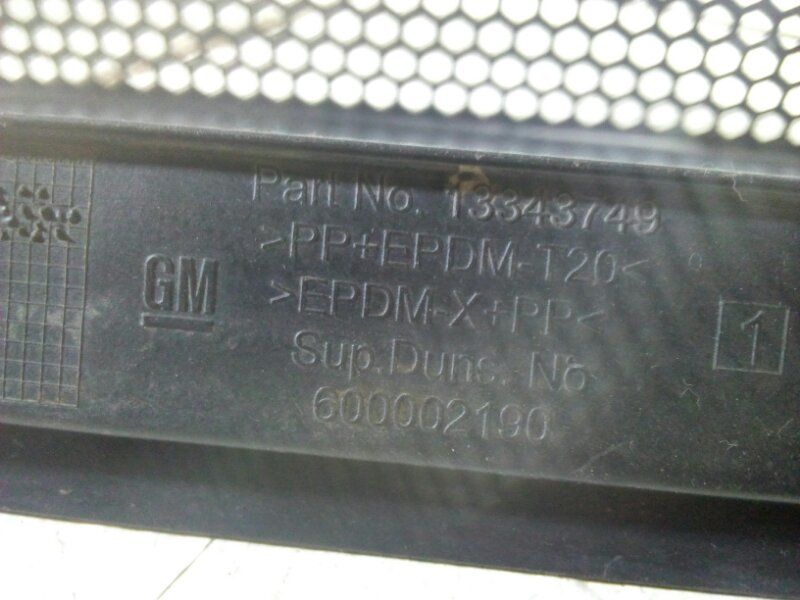 Part No. 13343749
>PP+EPDM-T20<
GM
>EPDM-X+PP<
1
Sup.Duns. No
600002190